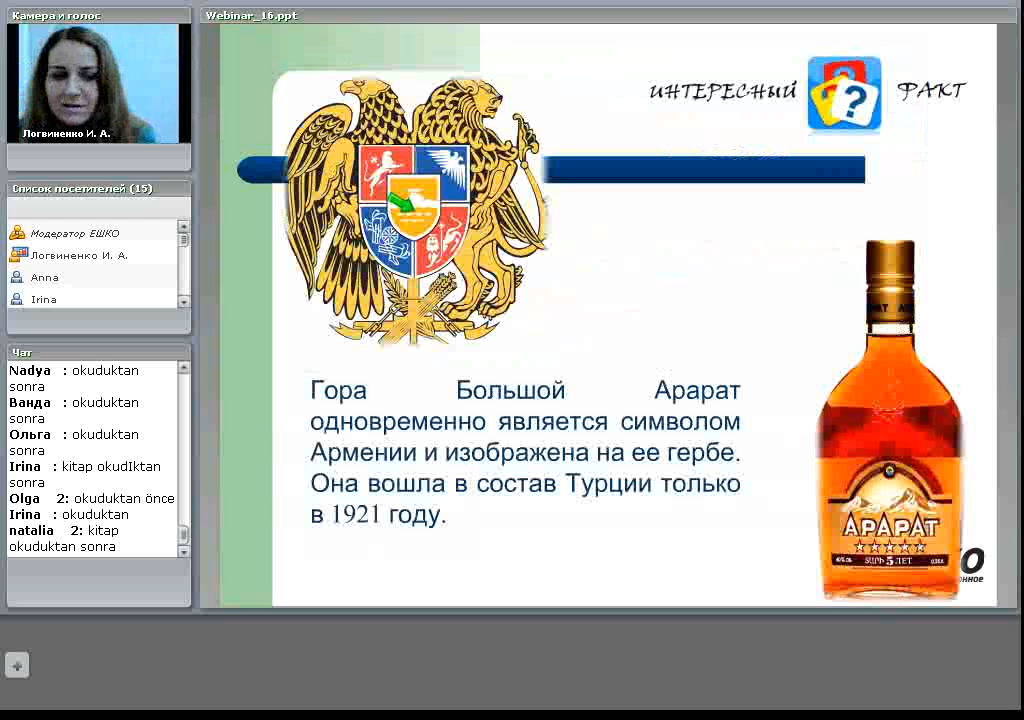 Камера и голос
Логвиненко И. А.
Список посетителей (15)
Модератор ЕШКО
Логвиненко И. А.
Anna
Irina
Чат
Nadya : okuduktan
sonra
Ванда : okuduktan
sonra
Ольга : okuduktan
sonra
Irina : kitap okudIktan
sonra
Olga 2: okuduktan önce
Irina : okuduktan
natalia 2: kitap
okuduktan sonra
Webinar_16.ppt
ИНТЕРЕСНЫЙ ФАКТ
Гора Большой Арарат
одновременно является символом
Армении и изображена на ее гербе.
Она вошла в состав Турции только
в 1921 году.
АРАРАТ
5 ЛЕТ